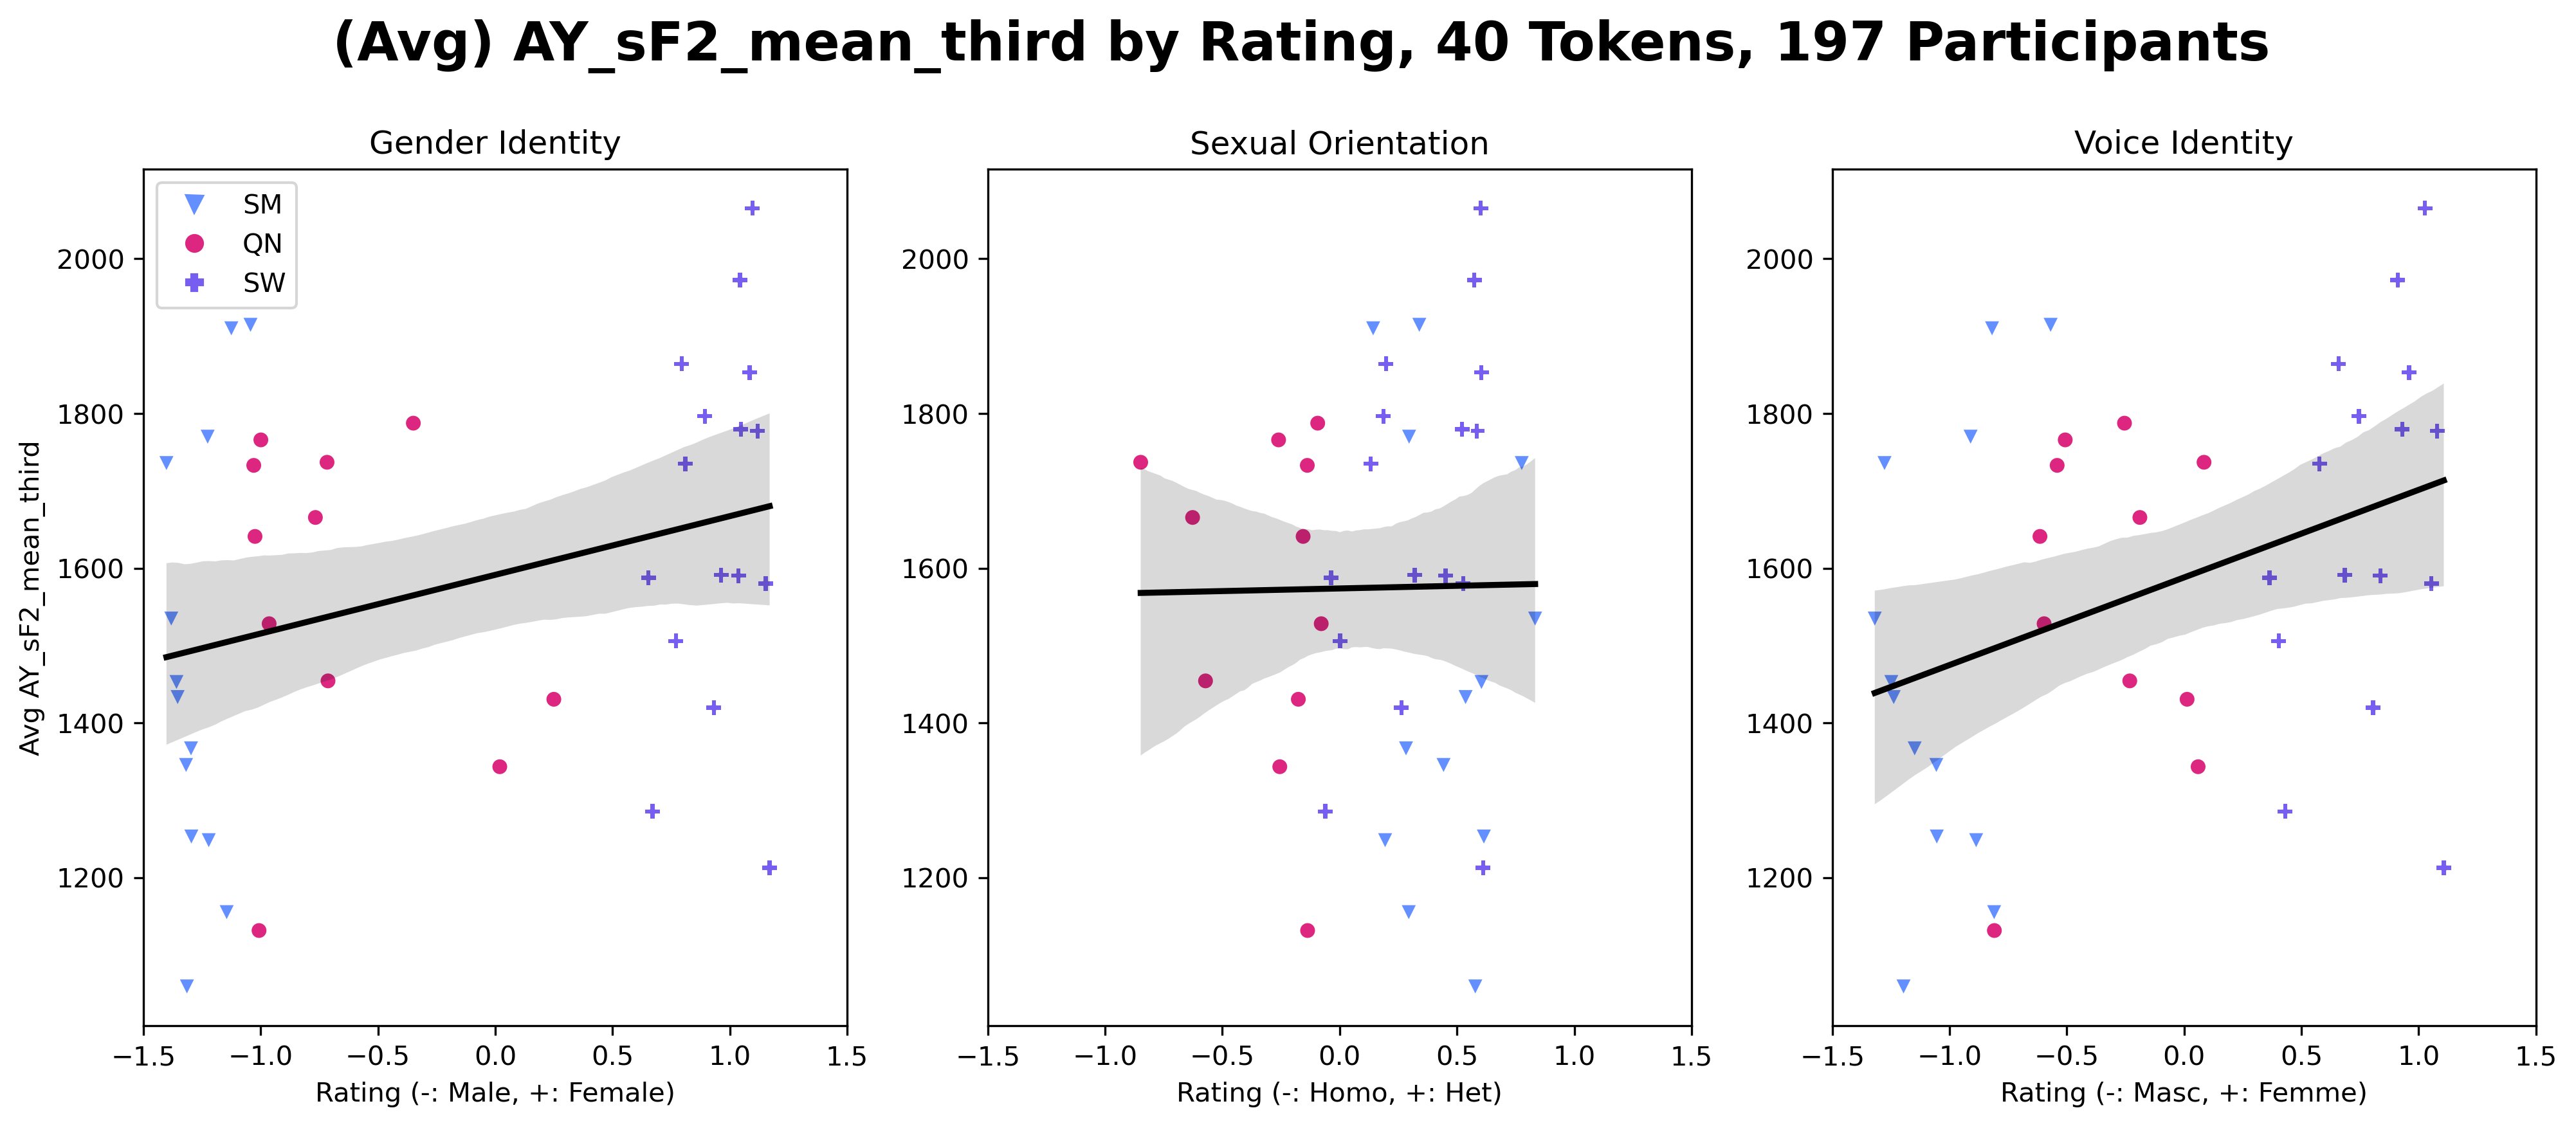 (Avg) AY_sF2_mean_third by Rating, 40 Tokens, 197 Participants
Gender Identity
SM
QN
SW
Avg AY_sF2_mean_third
2000
1800
1600
1400
1200
−1.5 −1.0 −0.5 0.0 0.5 1.0 1.5
Rating (-: Male, +: Female)
Sexual Orientation
2000
1800
1600
1400
1200
−1.5 −1.0 −0.5 0.0 0.5 1.0 1.5
Rating (-: Homo, +: Het)
Voice Identity
2000
1800
1600
1400
1200
−1.5 −1.0 −0.5 0.0 0.5 1.0 1.5
Rating (-: Masc, +: Femme)